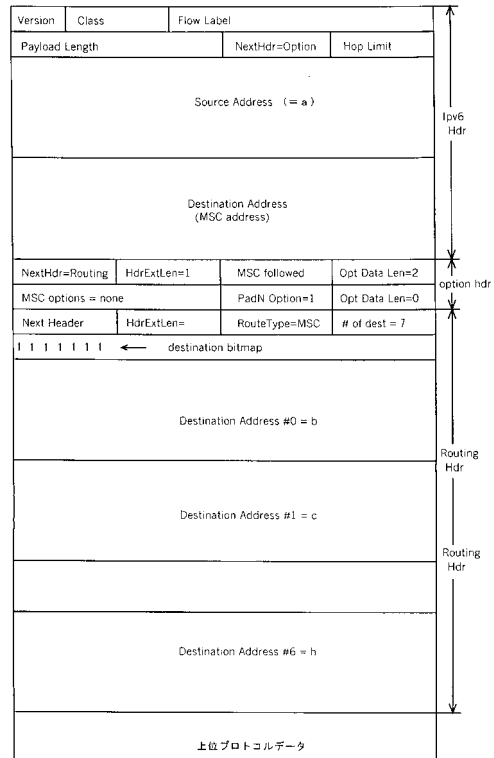 Version Class Flow Label
Payload Length NextHdr=Option Hop Limit
Source Address (= a)
Ipv6
Hdr
Destination Address
(MSC address)
NextHdr=Routing HdrExtLen=1 MSC followed Opt Data Len=2
option hdr
MSC options = none PadN Option=1 Opt Data Len=0
Next Header HdrExtLen= RouteType=MSC # of dest = 7
1 1 1 1 1 1 1 ← destination bitmap
Destination Address #0 = b
Routing
Hdr
Destination Address #1 = c
Routing
Hdr
Destination Address #6 = h
上位プロトコルデータ